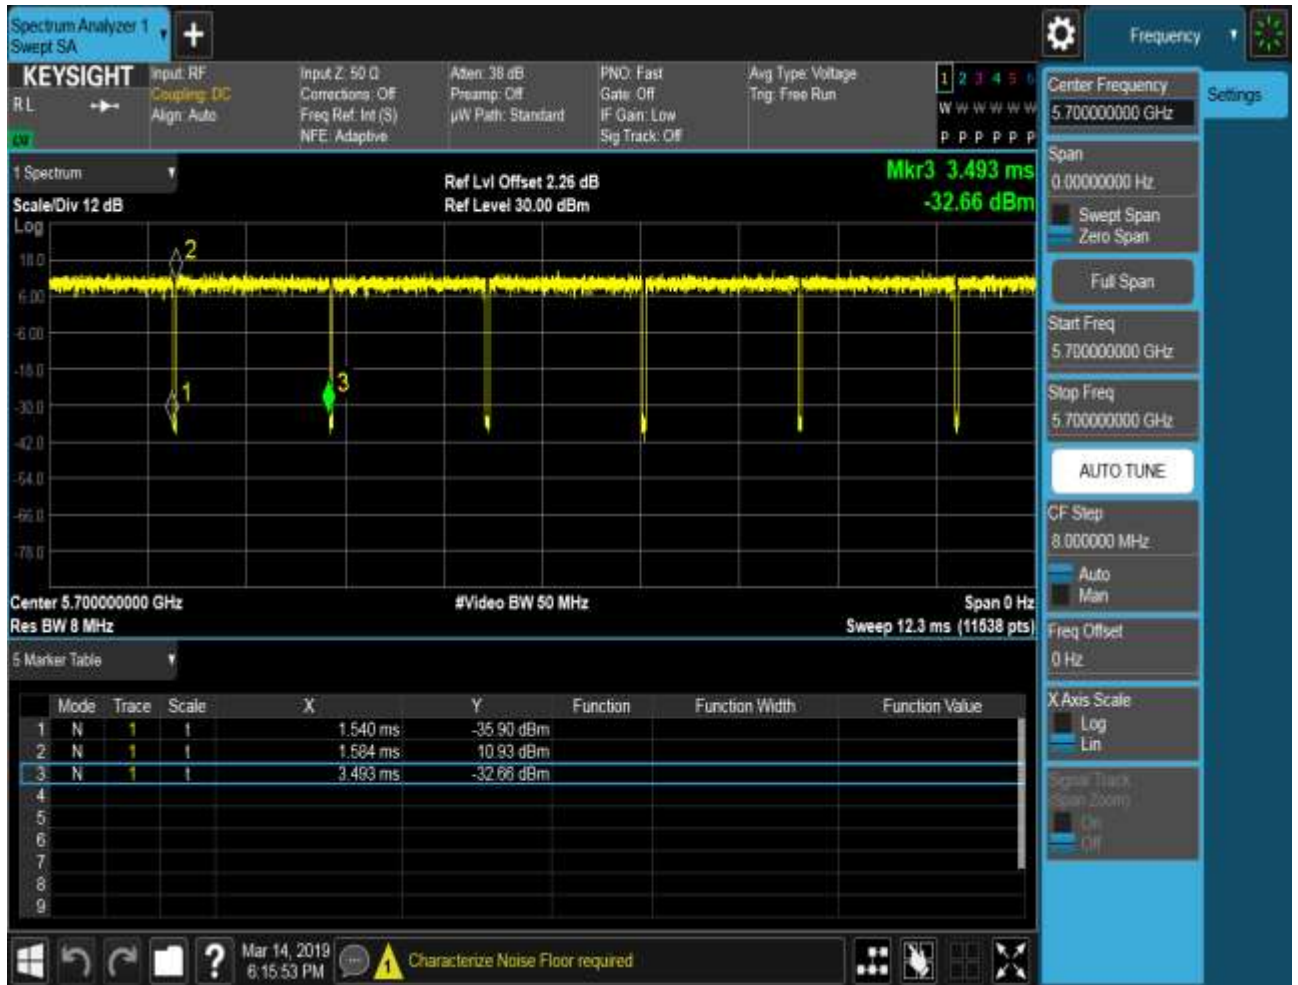 Spectrum Analyzer 1
Swept SA
Frequency
KEYSIGHT
RL
Input: RF
Coupling: DC
Align: Auto
Input Z: 50 Ω
Corrections: Off
Freq Ref: Int (S)
NFE: Adaptive
Atten: 38 dB
Preamp: Off
µW Path: Standard
PNO: Fast
Gate: Off
IF Gain: Low
Sig Track: Off
Avg Type: Voltage
Trig: Free Run
1 2 3 4 5 6
W W W W W W
P P P P P P
1 Spectrum
Scale/Div 12 dB
Log
Ref Lvl Offset 2.26 dB
Ref Level 30.00 dBm
Mkr3 3.493 ms
-32.66 dBm
18.0
6.00
-6.00
-18.0
-30.0
-42.0
-54.0
-66.0
-78.0
2
1
3
Center 5.700000000 GHz
Res BW 8 MHz
#Video BW 50 MHz
Span 0 Hz
Sweep 12.3 ms (11538 pts)
5 Marker Table
Mode Trace Scale X Y Function Function Width Function Value
1 N 1 t 1.540 ms -35.90 dBm
2 N 1 t 1.584 ms 10.93 dBm
3 N 1 t 3.493 ms -32.66 dBm
4
5
6
7
8
9
Mar 14, 2019
6:15:53 PM
?
1
Characterize Noise Floor required
Center Frequency
5.700000000 GHz
Settings
Span
0.00000000 Hz
Swept Span
Zero Span
Full Span
Start Freq
5.700000000 GHz
Stop Freq
5.700000000 GHz
AUTO TUNE
CF Step
8.000000 MHz
Auto
Man
Freq Offset
0 Hz
X Axis Scale
Log
Lin
Signal Track
(Span Zoom)
On
Off